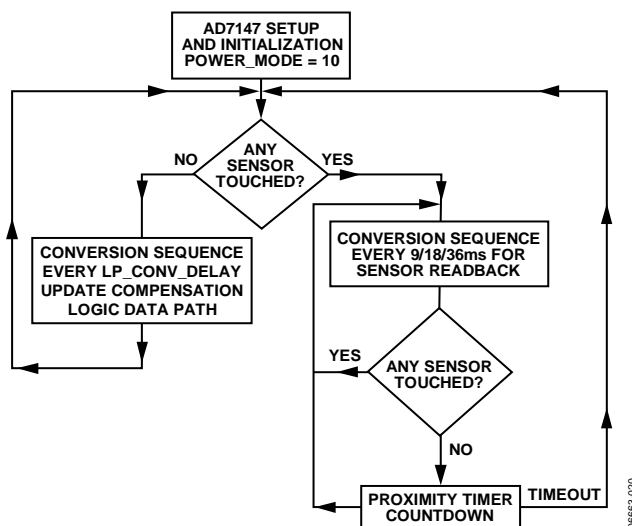 AD7147 SETUP
AND INITIALIZATION
POWER_MODE = 10
NO
ANY
SENSOR
TOUCHED?
YES
CONVERSION SEQUENCE
EVERY LP_CONV_DELAY
UPDATE COMPENSATION
LOGIC DATA PATH
CONVERSION SEQUENCE
EVERY 9/18/36ms FOR
SENSOR READBACK
YES
ANY SENSOR
TOUCHED?
NO
PROXIMITY TIMER
COUNTDOWN
TIMEOUT
06663-020